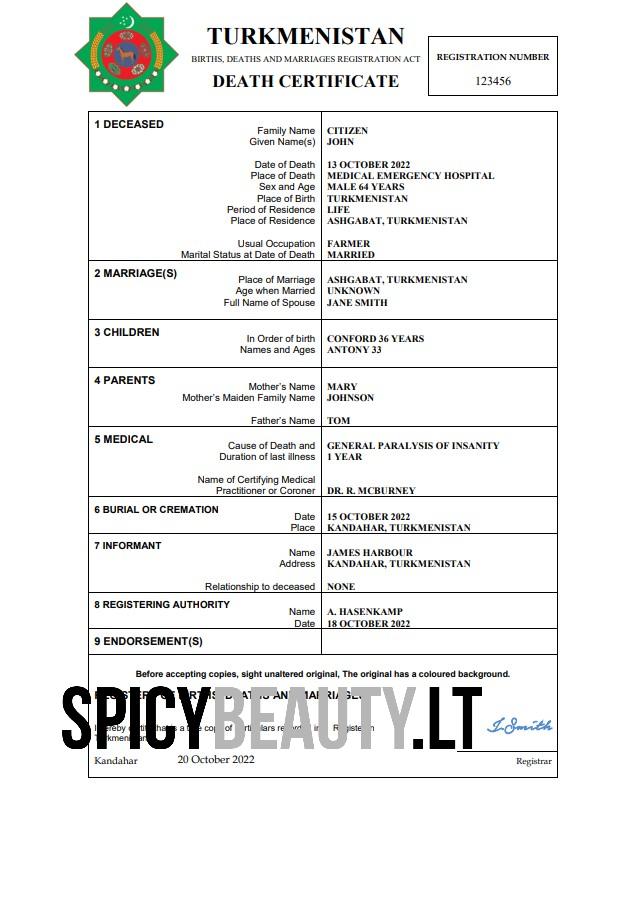 TURKMENISTAN
BIRTHS, DEATHS AND MARRIAGES REGISTRATION ACT
DEATH CERTIFICATE
REGISTRATION NUMBER
123456
1 DECEASED
Family Name CITIZEN
Given Name(s) JOHN
Date of Death 13 OCTOBER 2022
Place of Death MEDICAL EMERGENCY HOSPITAL
Sex and Age MALE 64 YEARS
Place of Birth TURKMENISTAN
Period of Residence LIFE
Place of Residence ASHGABAT, TURKMENISTAN
Usual Occupation FARMER
Marital Status at Date of Death MARRIED
2 MARRIAGE(S)
Place of Marriage ASHGABAT, TURKMENISTAN
Age when Married UNKNOWN
Full Name of Spouse JANE SMITH
3 CHILDREN
In Order of birth CONFORD 36 YEARS
Names and Ages ANTONY 33
4 PARENTS
Mother's Name MARY
Mother's Maiden Family Name JOHNSON
Father's Name TOM
5 MEDICAL
Cause of Death and GENERAL PARALYSIS OF INSANITY
Duration of last illness 1 YEAR
Name of Certifying Medical
Practitioner or Coroner DR. R. MCBURNEY
6 BURIAL OR CREMATION
Date 15 OCTOBER 2022
Place KANDAHAR, TURKMENISTAN
7 INFORMANT
Name JAMES HARBOUR
Address KANDAHAR, TURKMENISTAN
Relationship to deceased NONE
8 REGISTERING AUTHORITY
Name A. HASENKAMP
Date 18 OCTOBER 2022
9 ENDORSEMENT(S)
Before accepting copies, sight unaltered original, The original has a coloured background.
OF BIRTHS, DEATHS AND MARRIAGES
SPICYBEAUTY.LT
hereby certify that is a true copy of particulars recorded in a Register in
Turkmenistan
I. Smith
Kandahar 20 October 2022 Registrar